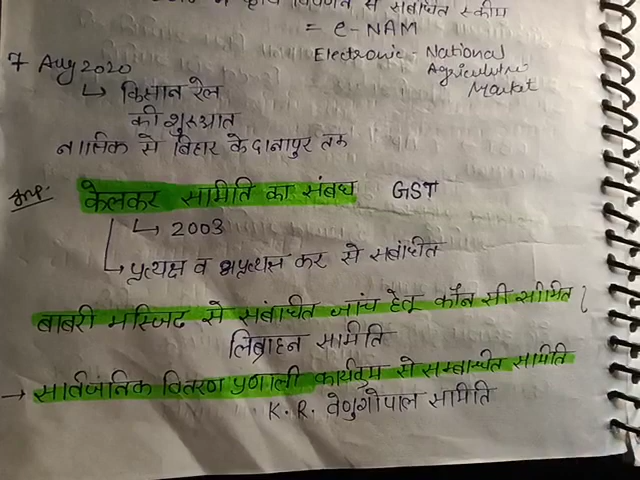 में कृषि विपणन से संबंधित स्कीम
= e-NAM
Electronic - National
Agriculture
Market
7 Aug 2020
↳ किसान रेल
की शुरुआत
नासिक से बिहार के दानापुर तक
Imp. केलकर समिति का संबंध GST
↳ 2003
↳ प्रत्यक्ष व अप्रत्यक्ष कर से संबंधित
बाबरी मस्जिद से संबंधित जांच हेतू कौन सी समिति
लिब्राहन समिति
→ सार्वजनिक वितरण प्रणाली कार्यक्रम से सम्बन्धित समिति
K. R. वेणुगोपाल समिति